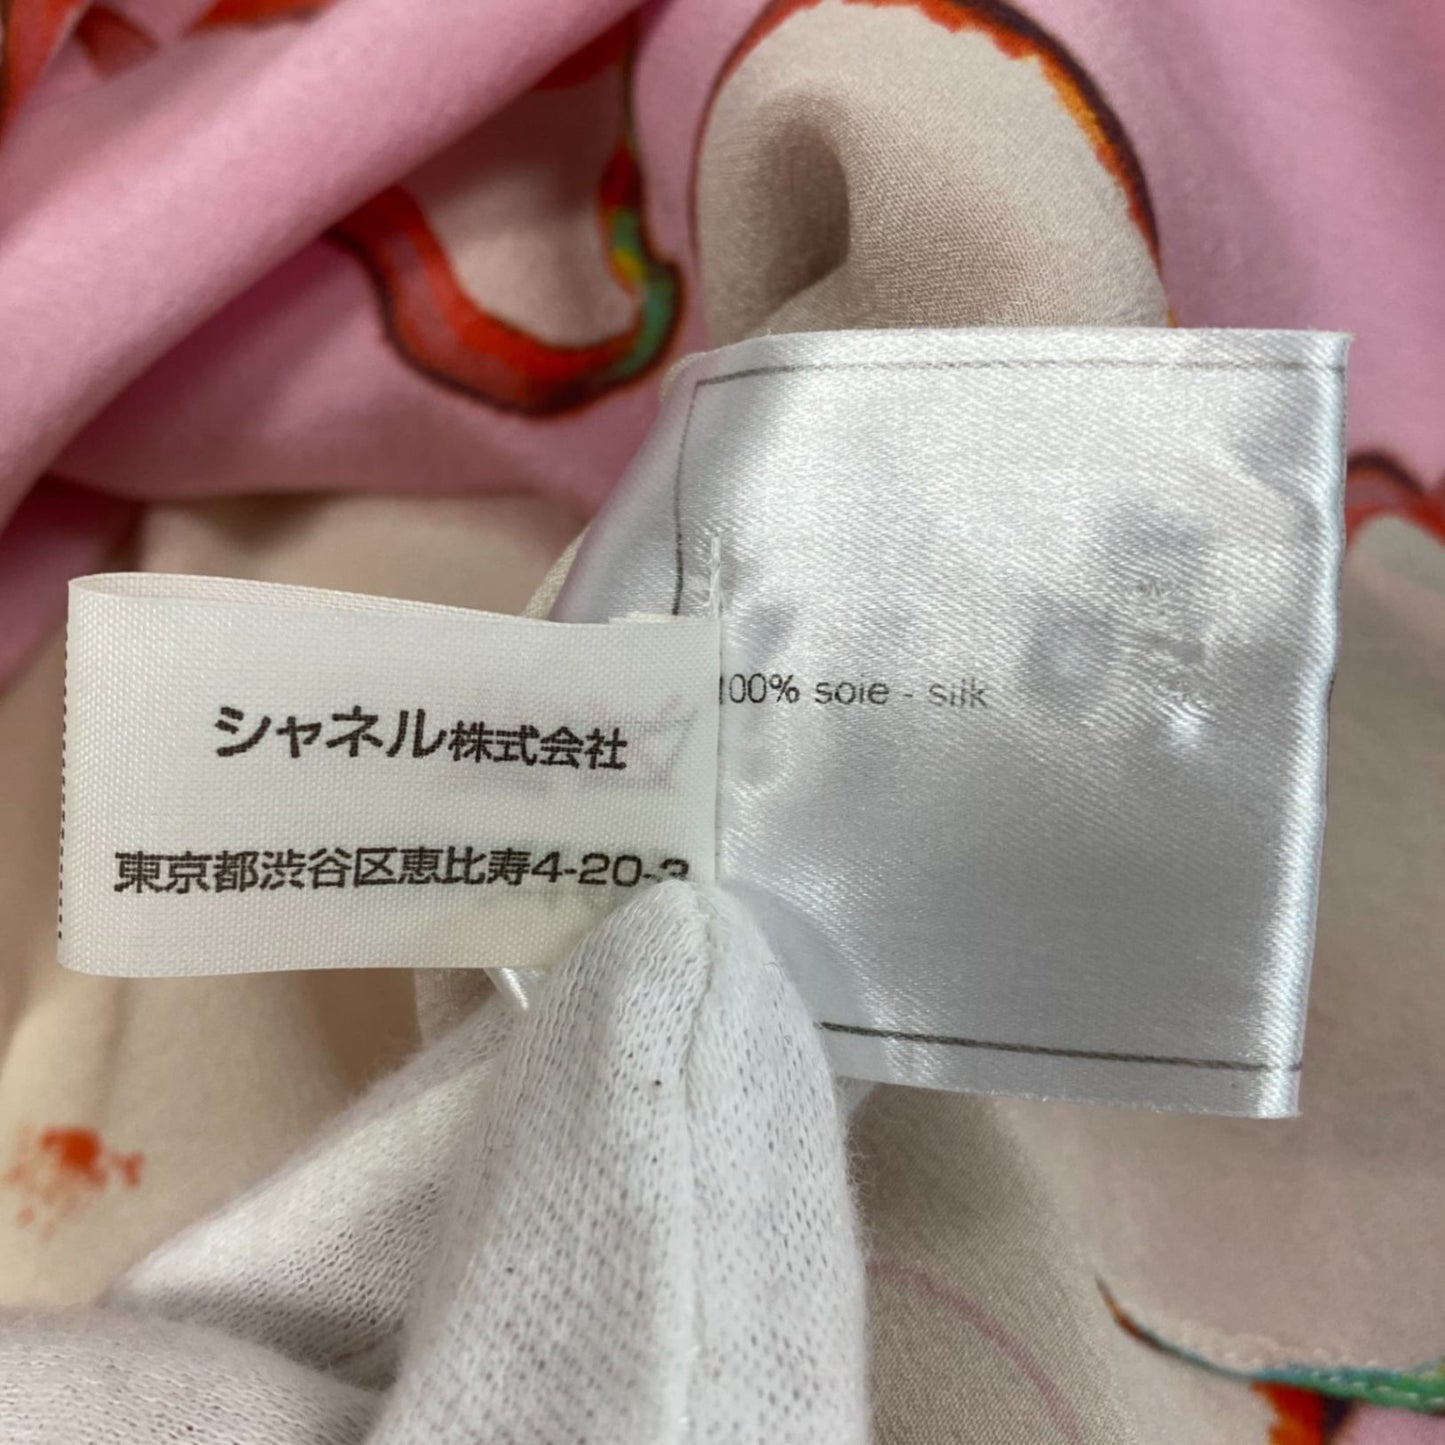 シャネル株式会社
東京都渋谷区恵比寿4-20-3
100% soie - silk